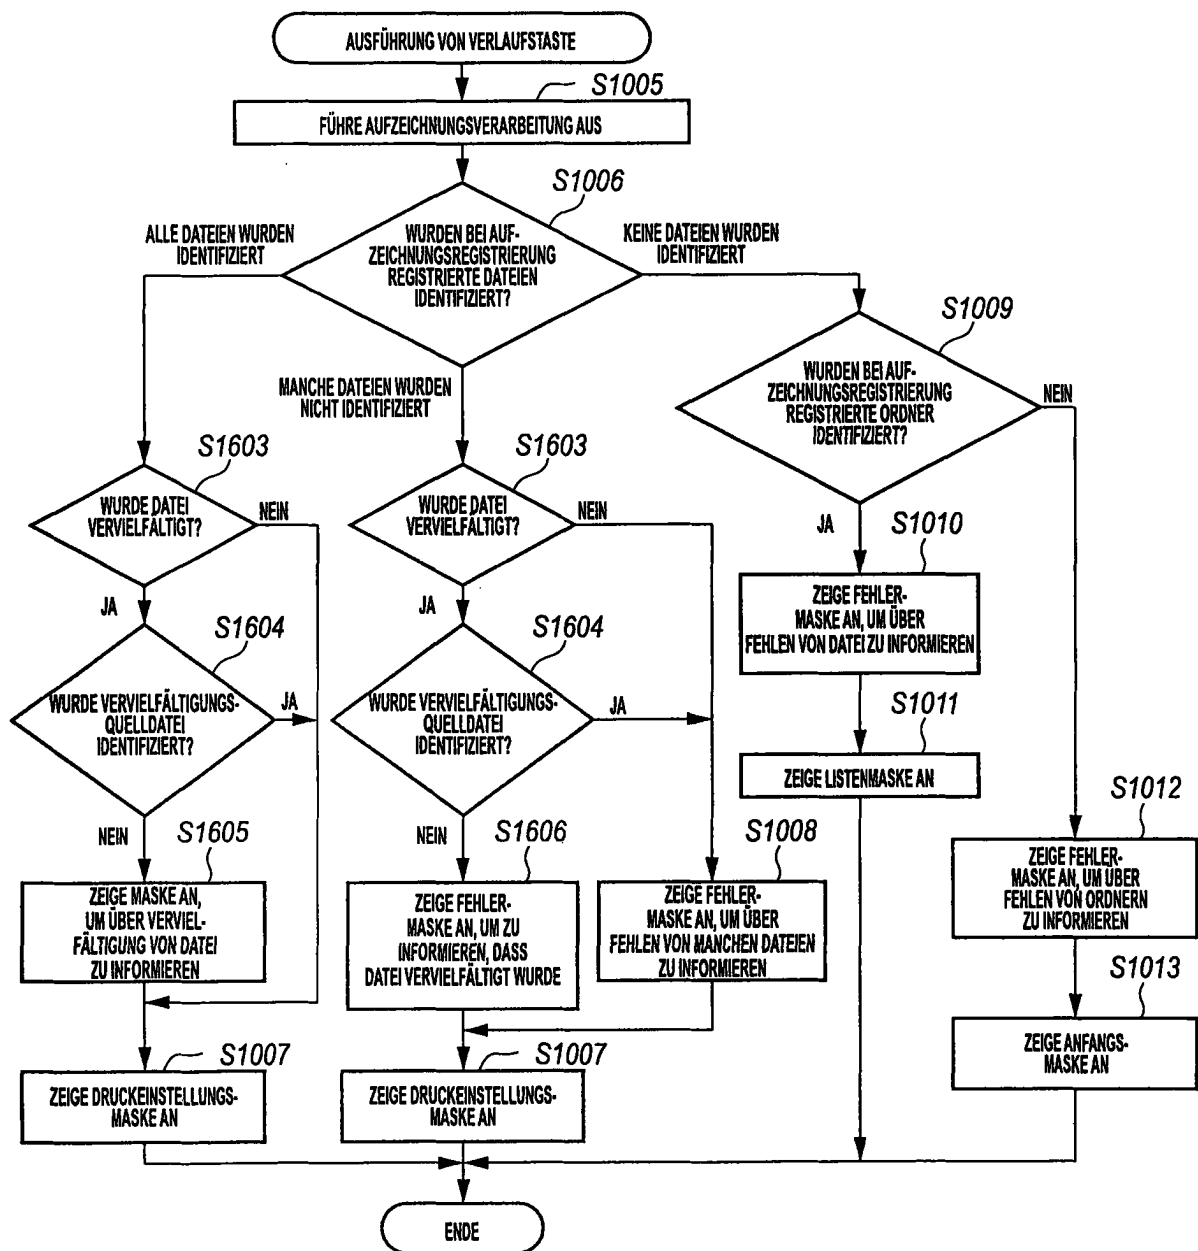 AUSFÜHRUNG VON VERLAUFSTASTE
S1005
FÜHRE AUFZEICHNUNGSVERARBEITUNG AUS
S1006
WURDEN BEI AUF-
ZEICHNUNGSREGISTRIERUNG
REGISTRIERTE DATEIEN
IDENTIFIZIERT?
ALLE DATEIEN WURDEN
IDENTIFIZIERT
KEINE DATEIEN WURDEN
IDENTIFIZIERT
MANCHE DATEIEN WURDEN
NICHT IDENTIFIZIERT
S1009
WURDEN BEI AUF-
ZEICHNUNGSREGISTRIERUNG
REGISTRIERTE ORDNER
IDENTIFIZIERT?
NEIN
JA
S1603
WURDE DATEI
VERVIELFÄLTIGT?
NEIN
JA
S1603
WURDE DATEI
VERVIELFÄLTIGT?
NEIN
JA
S1010
ZEIGE FEHLER-
MASKE AN, UM ÜBER
FEHLEN VON DATEI ZU INFORMIEREN
S1604
WURDE VERVIELFÄLTIGUNGS-
QUELLDATEI
IDENTIFIZIERT?
JA
NEIN
S1604
WURDE VERVIELFÄLTIGUNGS-
QUELLDATEI
IDENTIFIZIERT?
JA
NEIN
S1011
ZEIGE LISTENMASKE AN
S1605
ZEIGE MASKE AN,
UM ÜBER VERVIEL-
FÄLTIGUNG VON DATEI
ZU INFORMIEREN
S1606
ZEIGE FEHLER-
MASKE AN, UM ZU
INFORMIEREN, DASS
DATEI VERVIELFÄLTIGT WURDE
S1008
ZEIGE FEHLER-
MASKE AN, UM ÜBER
FEHLEN VON MANCHEN DATEIEN
ZU INFORMIEREN
S1012
ZEIGE FEHLER-
MASKE AN, UM ÜBER
FEHLEN VON ORDNERN
ZU INFORMIEREN
S1013
ZEIGE ANFANGS-
MASKE AN
S1007
ZEIGE DRUCKEINSTELLUNGS-
MASKE AN
S1007
ZEIGE DRUCKEINSTELLUNGS-
MASKE AN
ENDE